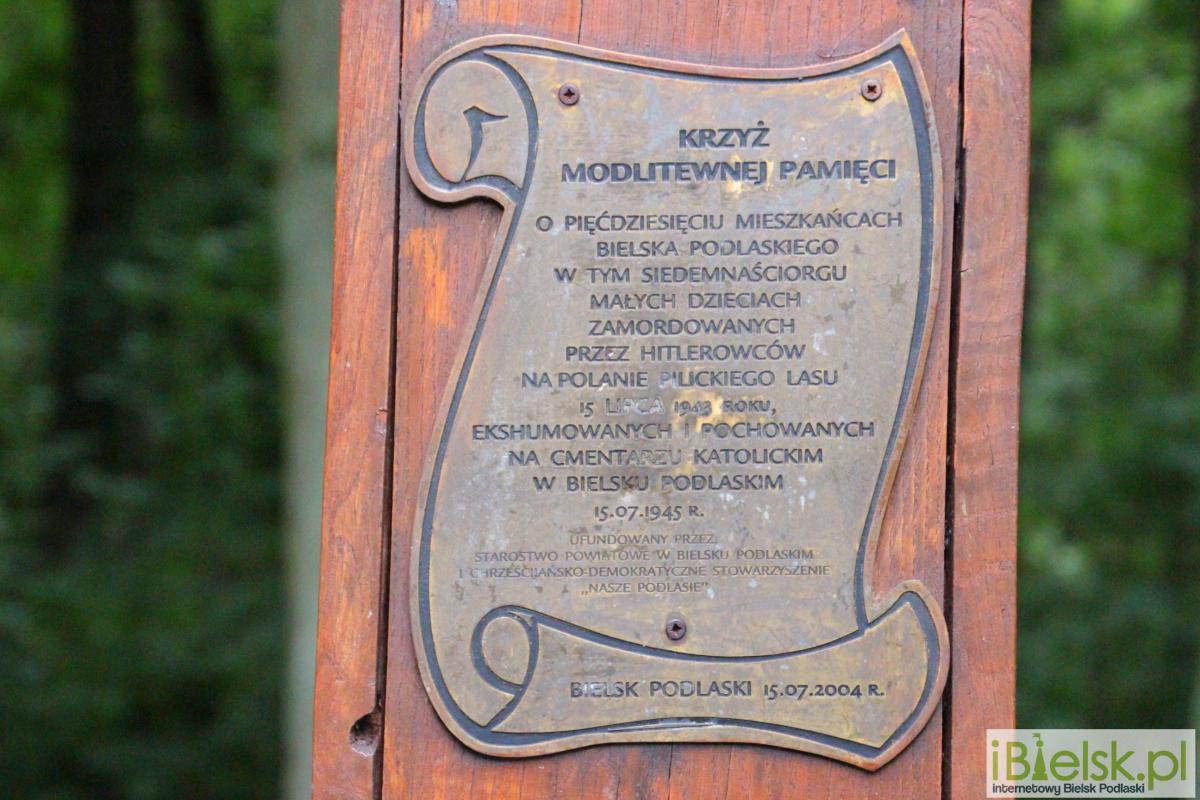 KRZYŻ
MODLITEWNEJ PAMIĘCI
O PIĘĆDZIESIĘCIU MIESZKAŃCACH
BIELSKA PODLASKIEGO
W TYM SIEDEMNAŚCIORGU
MAŁYCH DZIECIACH
ZAMORDOWANYCH
PRZEZ HITLEROWCÓW
NA POLANIE PILICKIEGO LASU
15 LIPCA 1943 ROKU,
EKSHUMOWANYCH I POCHOWANYCH
NA CMENTARZU KATOLICKIM
W BIELSKU PODLASKIM
15.07.1945 R.
UFUNDOWANY PRZEZ:
STAROSTWO POWIATOWE W BIELSKU PODLASKIM
I CHRZEŚCIJAŃSKO-DEMOKRATYCZNE STOWARZYSZENIE
„NASZE PODLASIE"
BIELSK PODLASKI 15.07.2004 R.
iBielsk.pl
internetowy Bielsk Podlaski